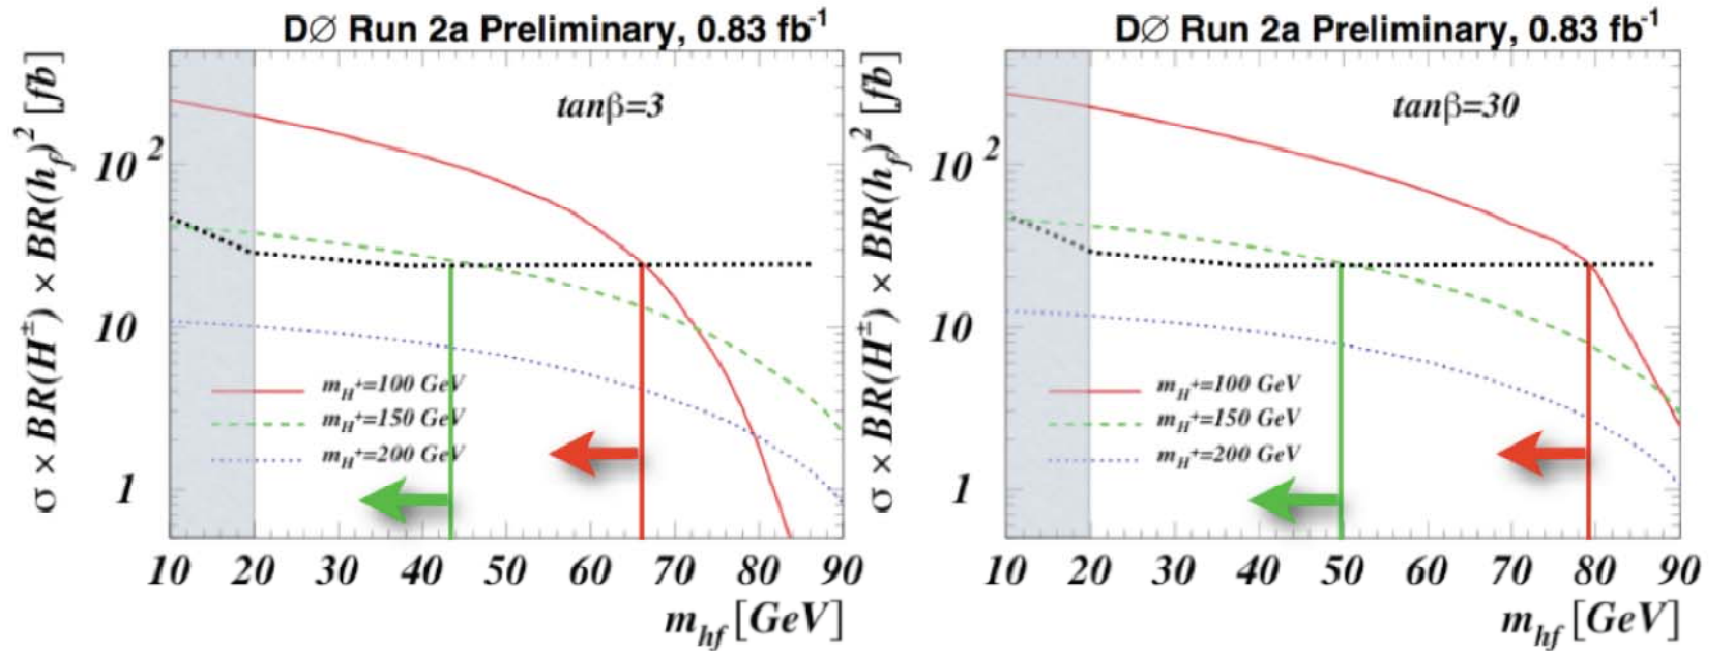 DØ Run 2a Preliminary, 0.83 fb⁻¹
σ × BR(H±) × BR(h_f)² [fb]
tanβ=3
10²
10
1
m_H⁺=100 GeV
m_H⁺=150 GeV
m_H⁺=200 GeV
10 20 30 40 50 60 70 80 90
m_hf [GeV]
DØ Run 2a Preliminary, 0.83 fb⁻¹
σ × BR(H±) × BR(h_f)² [fb]
tanβ=30
10²
10
1
m_H⁺=100 GeV
m_H⁺=150 GeV
m_H⁺=200 GeV
10 20 30 40 50 60 70 80 90
m_hf [GeV]